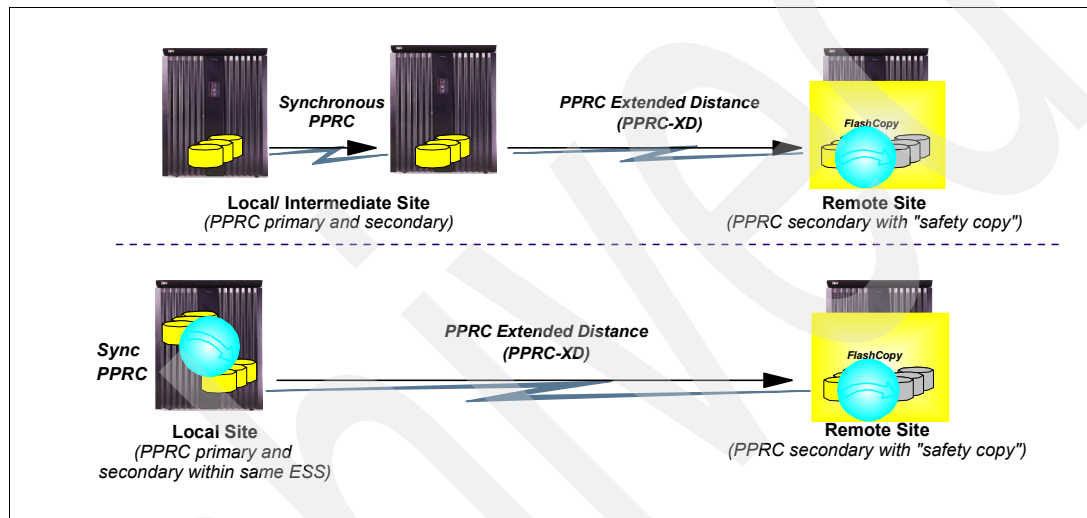 Synchronous
PPRC
PPRC Extended Distance
(PPRC-XD)
FlashCopy
Local/ Intermediate Site
(PPRC primary and secondary)
Remote Site
(PPRC secondary with "safety copy")
Sync
PPRC
PPRC Extended Distance
(PPRC-XD)
FlashCopy
Local Site
(PPRC primary and
secondary within same ESS)
Remote Site
(PPRC secondary with "safety copy")